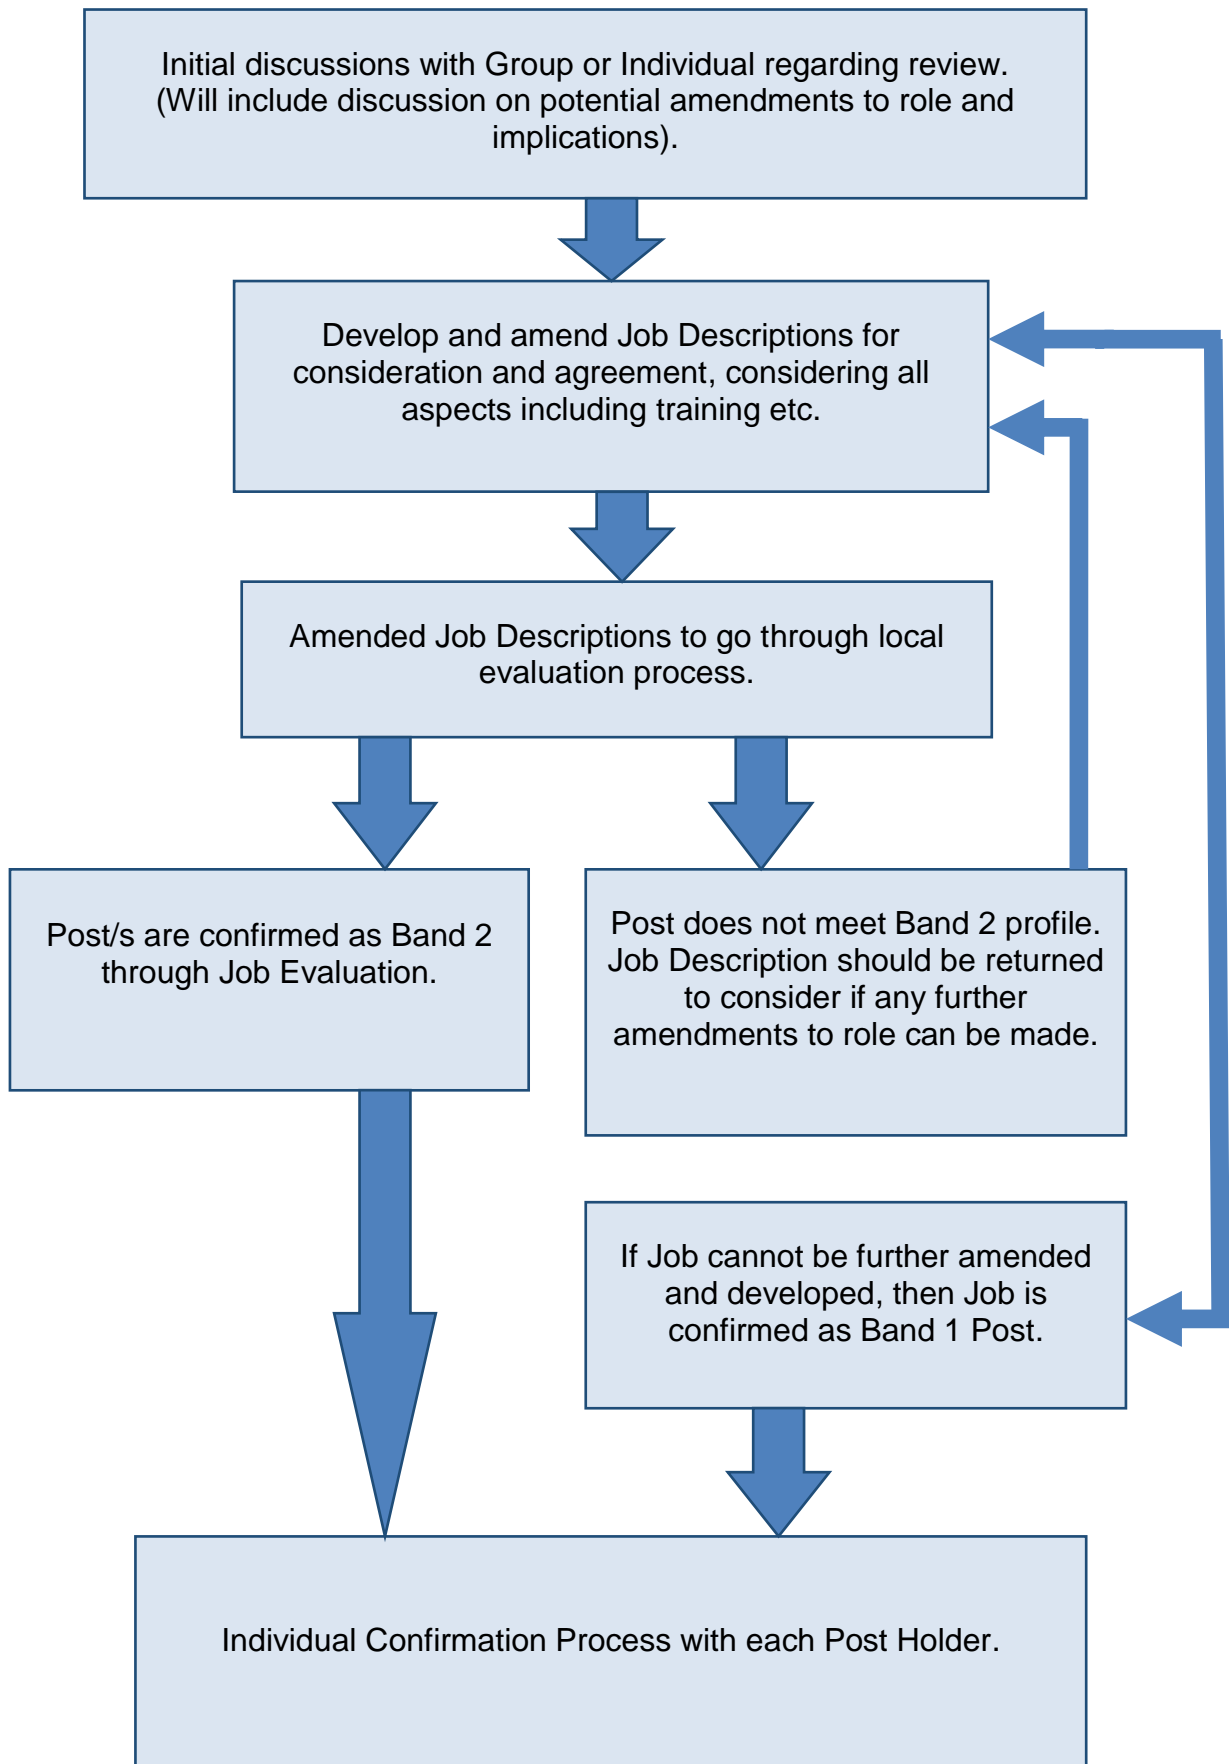 Initial discussions with Group or Individual regarding review.
(Will include discussion on potential amendments to role and
implications).
Develop and amend Job Descriptions for
consideration and agreement, considering all
aspects including training etc.
Amended Job Descriptions to go through local
evaluation process.
Post/s are confirmed as Band 2
through Job Evaluation.
Post does not meet Band 2 profile.
Job Description should be returned
to consider if any further
amendments to role can be made.
If Job cannot be further amended
and developed, then Job is
confirmed as Band 1 Post.
Individual Confirmation Process with each Post Holder.